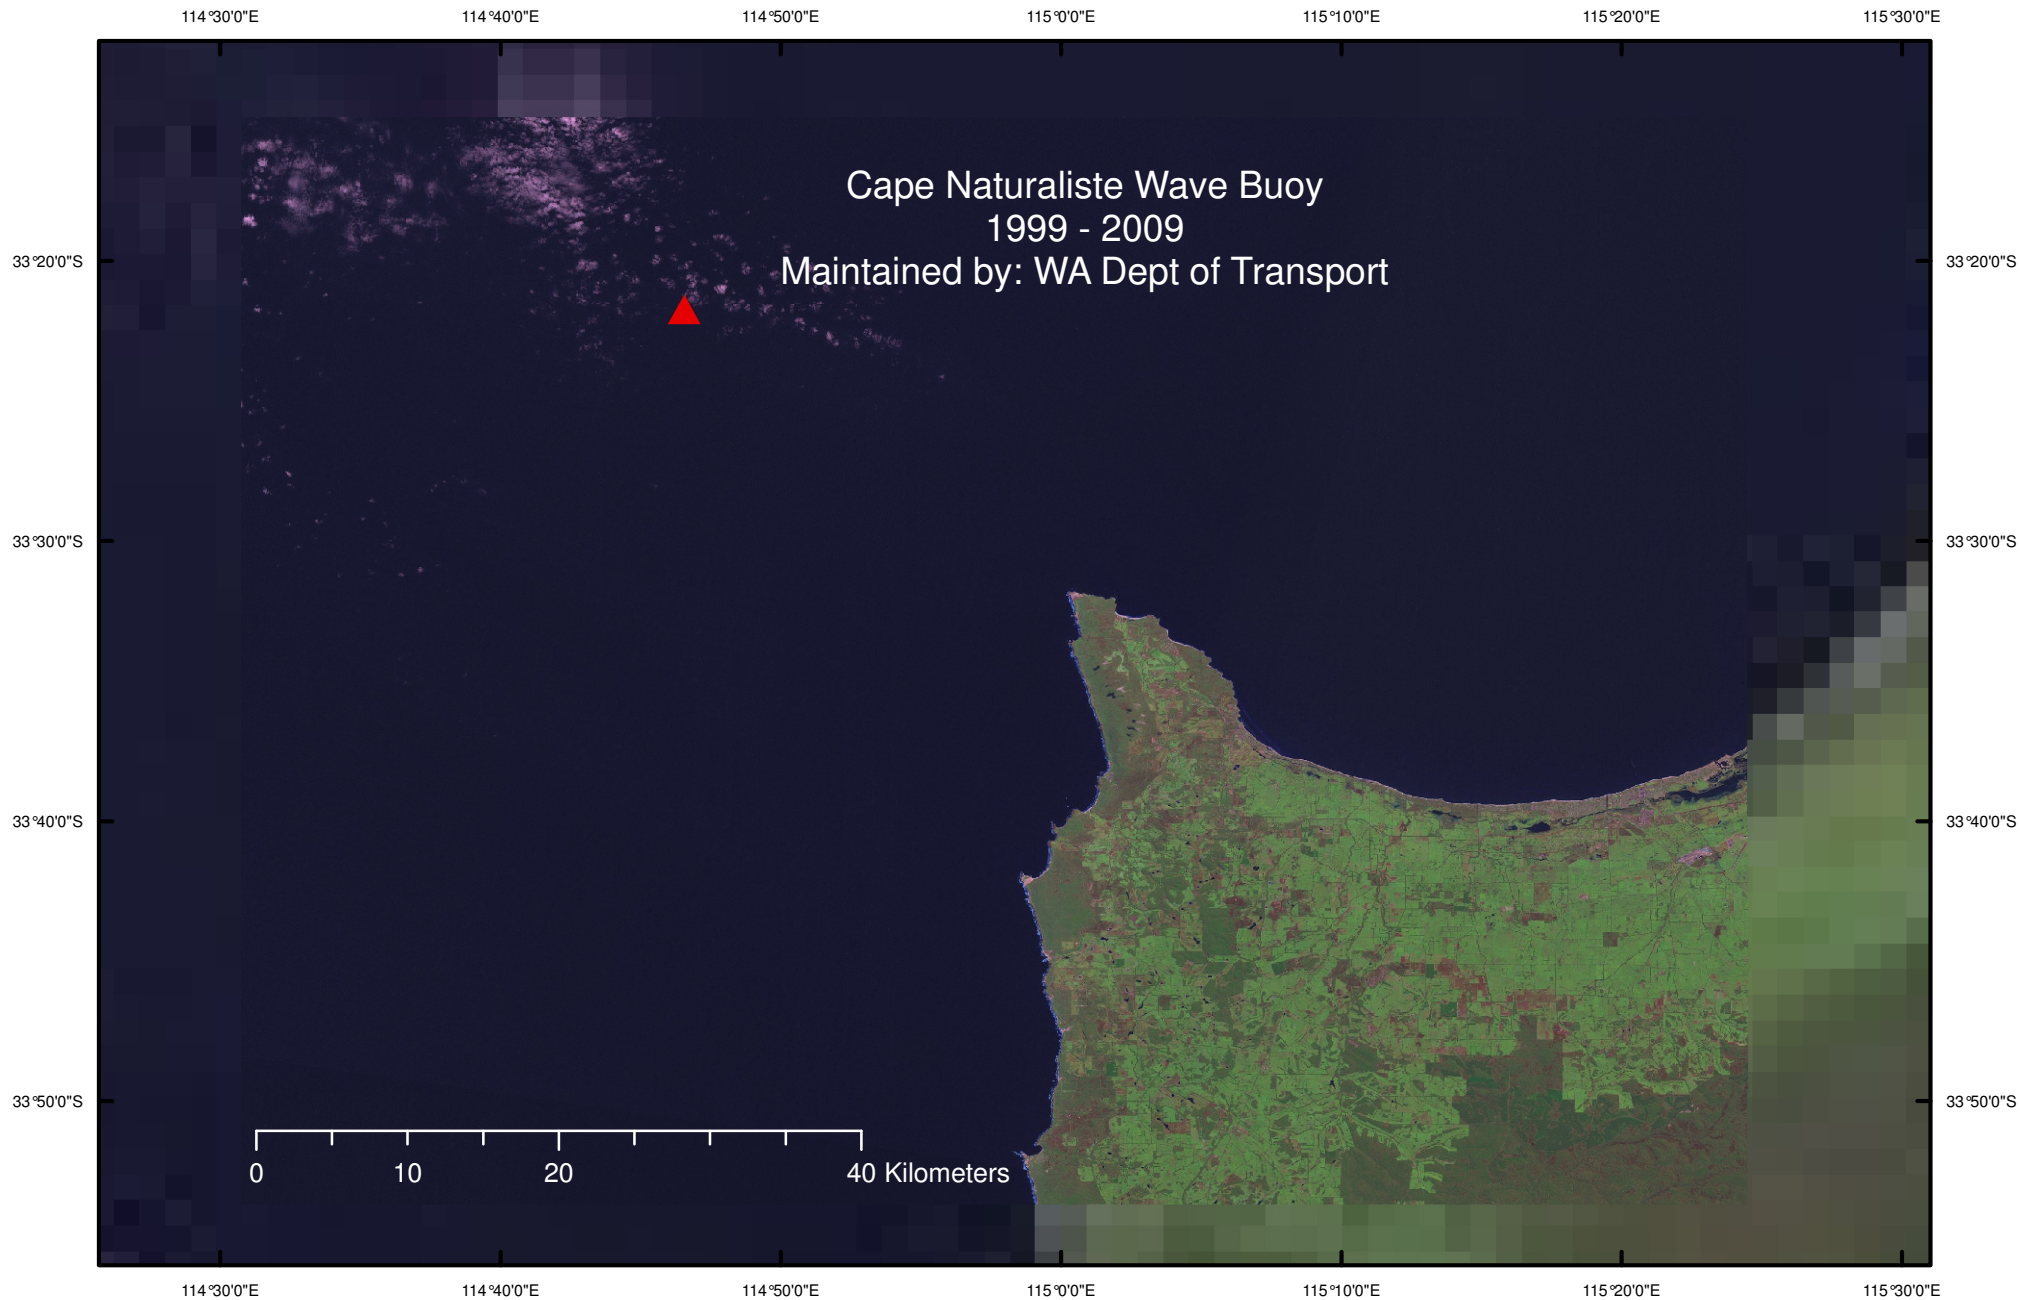 114°30'0"E 114°40'0"E 114°50'0"E 115°0'0"E 115°10'0"E 115°20'0"E 115°30'0"E
Cape Naturaliste Wave Buoy
1999 - 2009
Maintained by: WA Dept of Transport
33°20'0"S 33°20'0"S
33°30'0"S 33°30'0"S
33°40'0"S 33°40'0"S
33°50'0"S 33°50'0"S
0 10 20 40 Kilometers
114°30'0"E 114°40'0"E 114°50'0"E 115°0'0"E 115°10'0"E 115°20'0"E 115°30'0"E